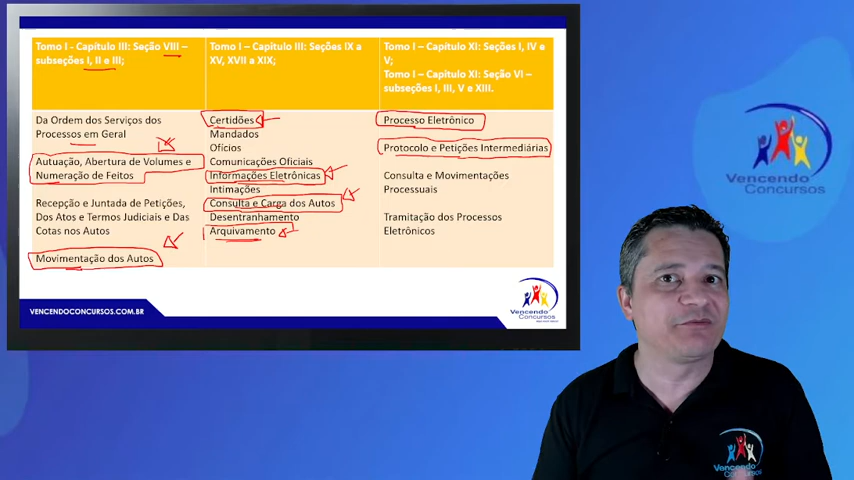 Tomo I - Capítulo III: Seção VIII –
subseções I, II e III;
Tomo I – Capítulo III: Seções IX a
XV, XVII a XIX;
Tomo I – Capítulo XI: Seções I, IV e
V;
Tomo I – Capítulo XI: Seção VI –
subseções I, III, V e XIII.
Da Ordem dos Serviços dos
Processos em Geral
Autuação, Abertura de Volumes e
Numeração de Feitos
Recepção e Juntada de Petições,
Dos Atos e Termos Judiciais e Das
Cotas nos Autos
Movimentação dos Autos
Certidões
Mandados
Ofícios
Comunicações Oficiais
Informações Eletrônicas
Intimações
Consulta e Carga dos Autos
Desentranhamento
Arquivamento
Processo Eletrônico
Protocolo e Petições Intermediárias
Consulta e Movimentações
Processuais
Tramitação dos Processos
Eletrônicos
VENCENDOCONCURSOS.COM.BR
Vencendo
Concursos
Vencendo
Concursos
Vencendo
Concursos